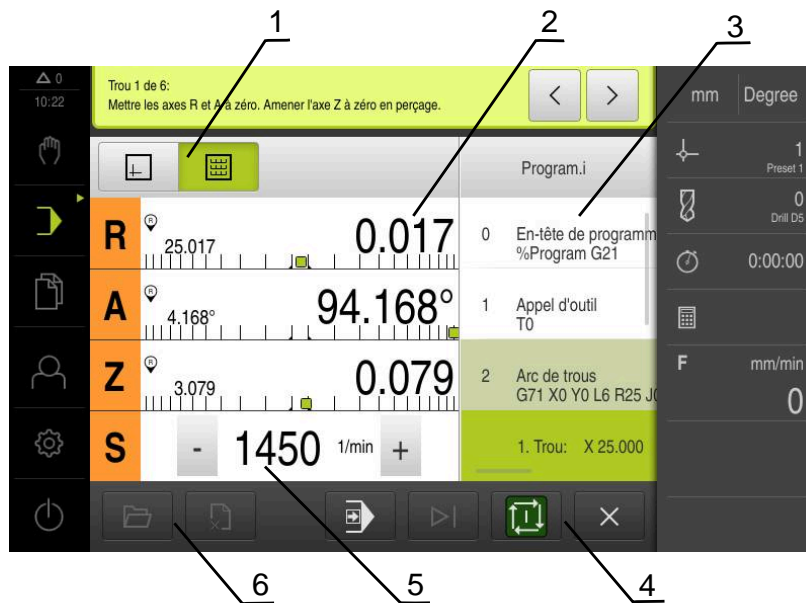 1 2 3
0
10:22
Trou 1 de 6:
Mettre les axes R et A à zéro. Amener l'axe Z à zéro en perçage.
mm Degree
Program.i
1
Preset 1
0
Drill D5
0:00:00
F mm/min
0
R R 25.017 0.017
A R 4.168° 94.168°
Z R 3.079 0.079
S - 1450 1/min +
0 En-tête de programm
%Program G21
1 Appel d'outil
T0
2 Arc de trous
G71 X0 Y0 L6 R25 J0
1. Trou: X 25.000
6 5 4